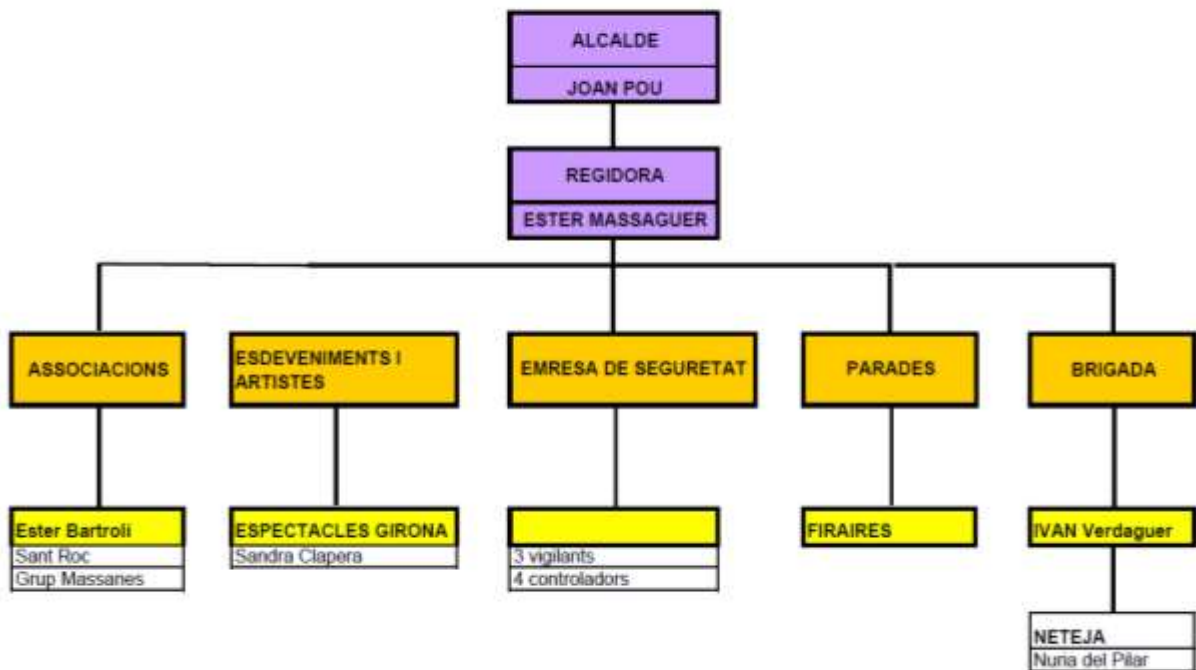 ALCALDE
JOAN POU
REGIDORA
ESTER MASSAGUER
ASSOCIACIONS
ESDEVENIMENTS I
ARTISTES
EMRESA DE SEGURETAT
PARADES
BRIGADA
Ester Bartroli
Sant Roc
Grup Massanes
ESPECTACLES GIRONA
Sandra Clapera
3 vigilants
4 controladors
FIRAIRES
IVAN Verdaguer
NETEJA
Nuria del Pilar